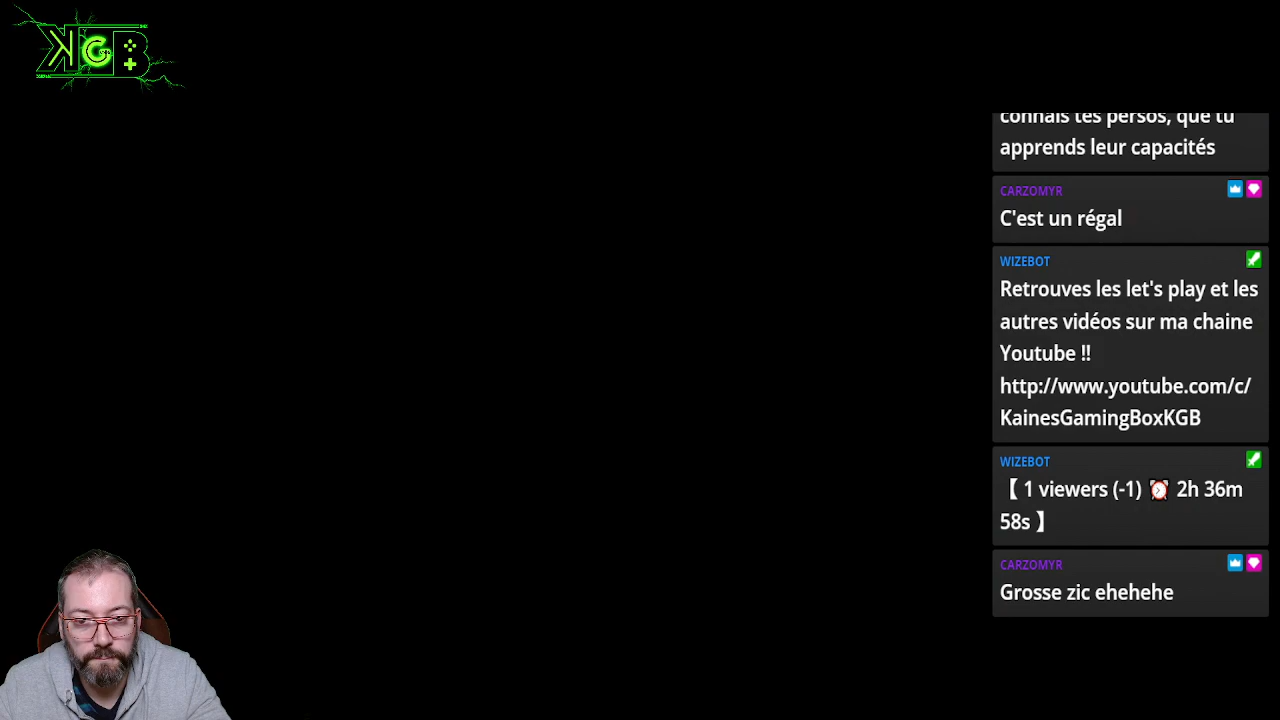 KGB
connais tes persos, que tu
apprends leur capacités
CARZOMYR
C'est un régal
WIZEBOT
Retrouves les let's play et les
autres vidéos sur ma chaine
Youtube !!
http://www.youtube.com/c/
KainesGamingBoxKGB
WIZEBOT
【 1 viewers (-1) ⏰ 2h 36m
58s 】
CARZOMYR
Grosse zic ehehehe